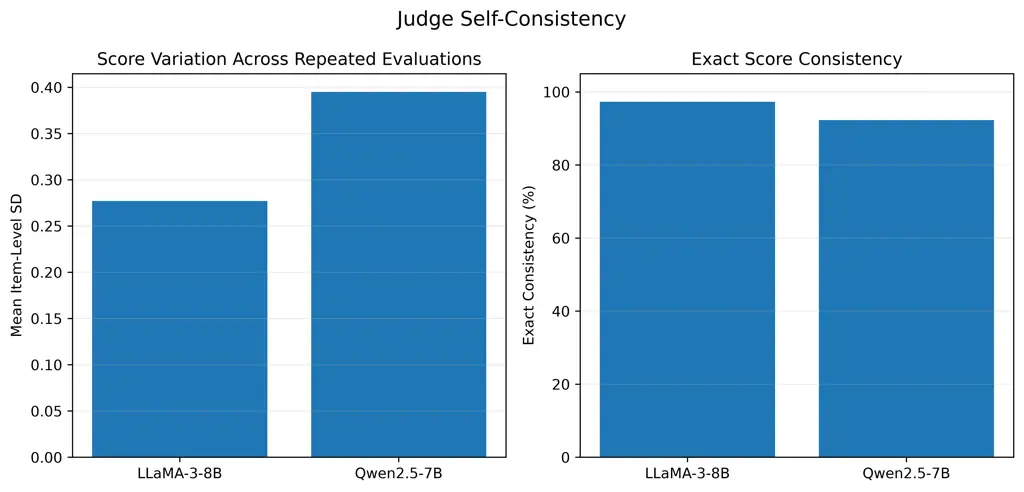 Judge Self-Consistency
Score Variation Across Repeated Evaluations
Mean Item-Level SD
0.40
0.35
0.30
0.25
0.20
0.15
0.10
0.05
0.00
LLaMA-3-8B
Qwen2.5-7B
Exact Score Consistency
Exact Consistency (%)
100
80
60
40
20
0
LLaMA-3-8B
Qwen2.5-7B